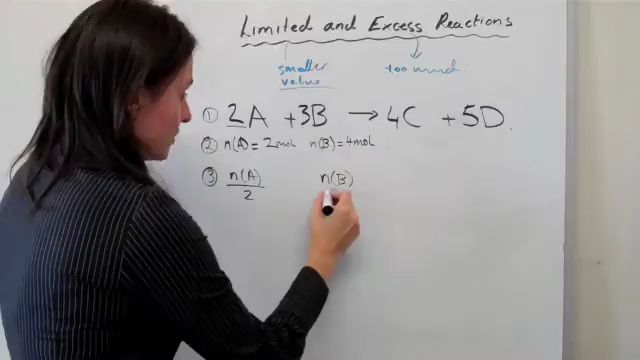 Limited and Excess Reactions
smaller value
too much
① 2A + 3B → 4C + 5D.
② n(A) = 2mol n(B) = 4mol
③ n(A)/2 n(B)